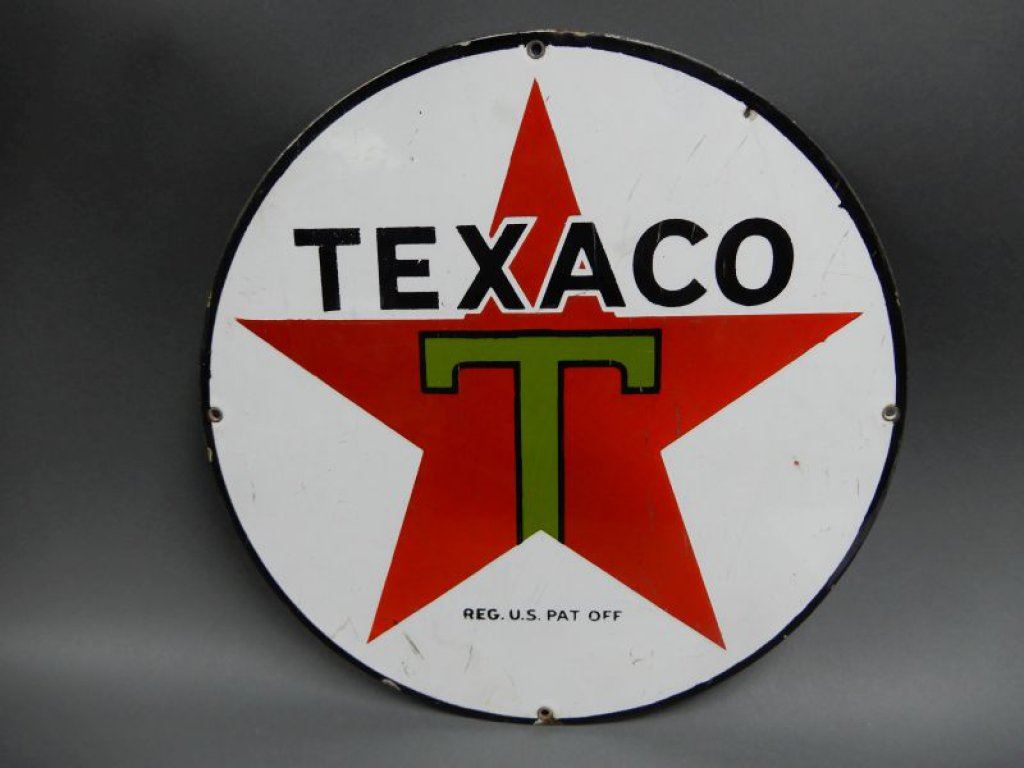 TEXACO
T
REG. U.S. PAT OFF